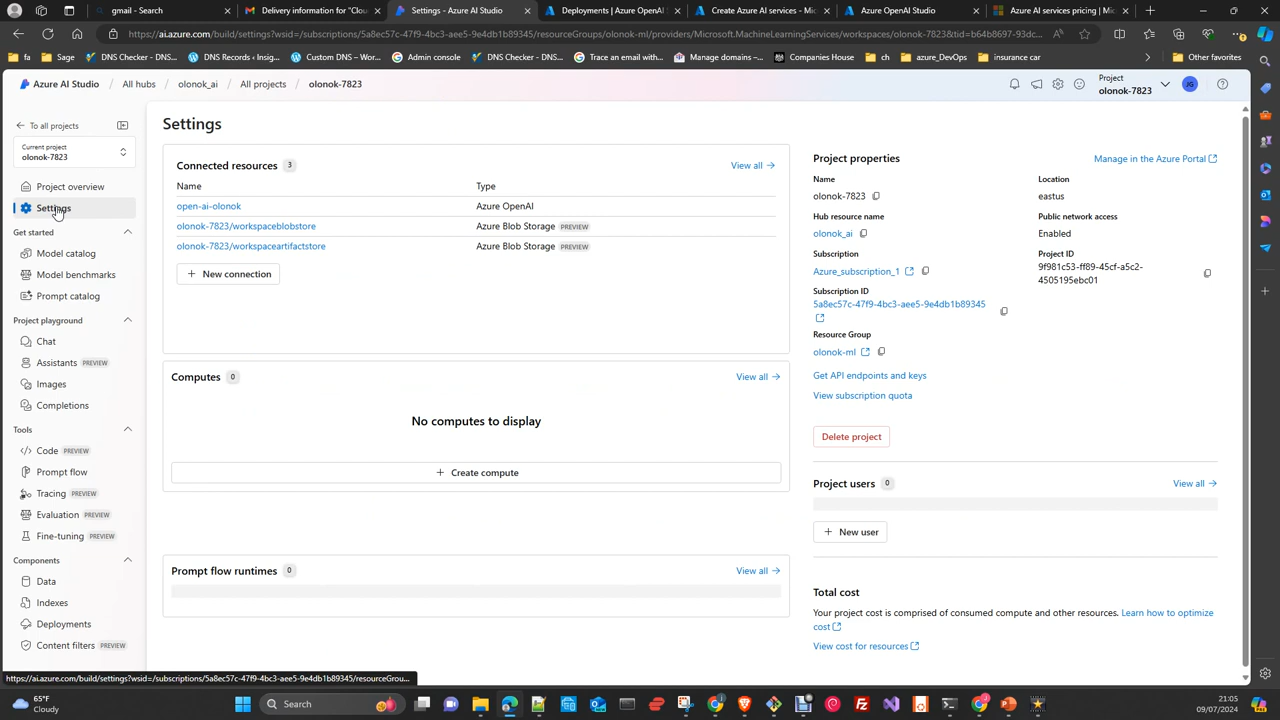 gmail - Search
Delivery information for "Clou
Settings - Azure AI Studio
Deployments | Azure OpenAI S
Create Azure AI services - Mic
Azure OpenAI Studio
Azure AI services pricing | Mic
https://ai.azure.com/build/settings?wsid=/subscriptions/5a8ec57c-47f9-4bc3-aee5-9e4db1b89345/resourceGroups/olonok-ml/providers/Microsoft.MachineLearningServices/workspaces/olonok-7823&tid=b64b8697-93dc...
fa
Sage
DNS Checker - DNS...
DNS Records ‹ Insig...
DNS Checker - DNS...
Google
Admin console
Trace an email with...
Manage domains –...
Companies House
ch
azure_DevOps
insurance car
Other favorites
Azure AI Studio / All hubs / olonok_ai / All projects / olonok-7823
Project
olonok-7823
JG
To all projects
Current project
olonok-7823
Project overview
Settings
Get started
Model catalog
Model benchmarks
Prompt catalog
Project playground
Chat
Assistants PREVIEW
Images
Completions
Tools
Code PREVIEW
Prompt flow
Tracing PREVIEW
Evaluation PREVIEW
Fine-tuning PREVIEW
Components
Data
Indexes
Deployments
Content filters PREVIEW
Settings
Connected resources 3
View all
Name Type
open-ai-olonok Azure OpenAI
olonok-7823/workspaceblobstore Azure Blob Storage PREVIEW
olonok-7823/workspaceartifactstore Azure Blob Storage PREVIEW
+ New connection
Computes 0
View all
No computes to display
+ Create compute
Prompt flow runtimes 0
View all
Project properties
Manage in the Azure Portal
Name
olonok-7823
Location
eastus
Hub resource name
olonok_ai
Public network access
Enabled
Subscription
Azure_subscription_1
Project ID
9f981c53-ff89-45cf-a5c2-
4505195ebc01
Subscription ID
5a8ec57c-47f9-4bc3-aee5-9e4db1b89345
Resource Group
olonok-ml
Get API endpoints and keys
View subscription quota
Delete project
Project users 0
View all
+ New user
Total cost
Your project cost is comprised of consumed compute and other resources. Learn how to optimize
cost
View cost for resources
https://ai.azure.com/build/settings?wsid=/subscriptions/5a8ec57c-47f9-4bc3-aee5-9e4db1b89345/resourceGrou...
65°F
Cloudy
Search
21:05
09/07/2024